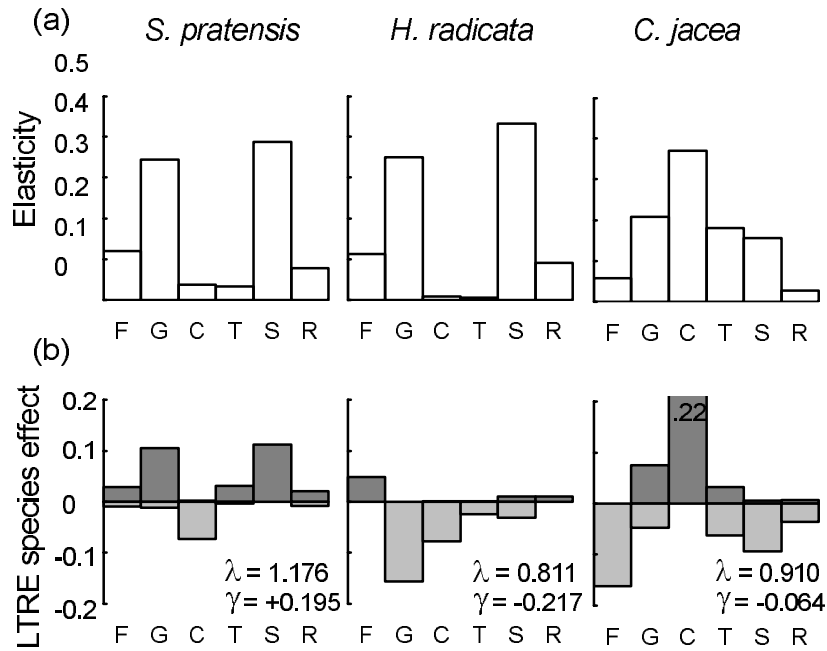 (a)
S. pratensis
H. radicata
C. jacea
Elasticity
0.5
0.4
0.3
0.2
0.1
0
F G C T S R
F G C T S R
F G C T S R
(b)
LTRE species effect
0.2
0.1
0
-0.1
-0.2
.22
λ = 1.176
γ = +0.195
λ = 0.811
γ = -0.217
λ = 0.910
γ = -0.064
F G C T S R
F G C T S R
F G C T S R